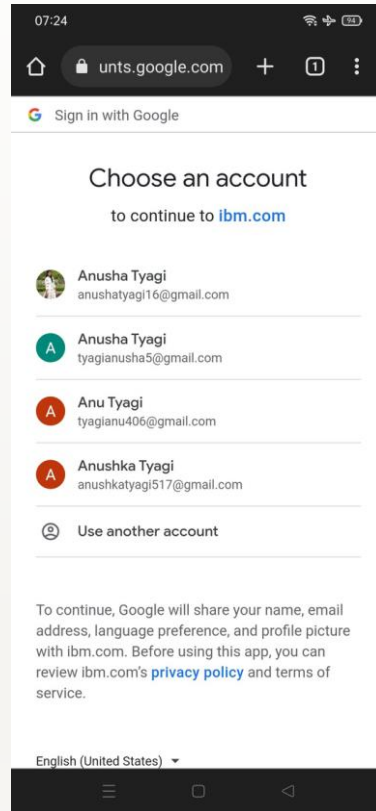 07:24
94
unts.google.com
1
G Sign in with Google
Choose an account
to continue to ibm.com
Anusha Tyagi
anushatyagi16@gmail.com
A
Anusha Tyagi
tyagianusha5@gmail.com
A
Anu Tyagi
tyagianu406@gmail.com
A
Anushka Tyagi
anushkatyagi517@gmail.com
Use another account
To continue, Google will share your name, email
address, language preference, and profile picture
with ibm.com. Before using this app, you can
review ibm.com's privacy policy and terms of
service.
English (United States)